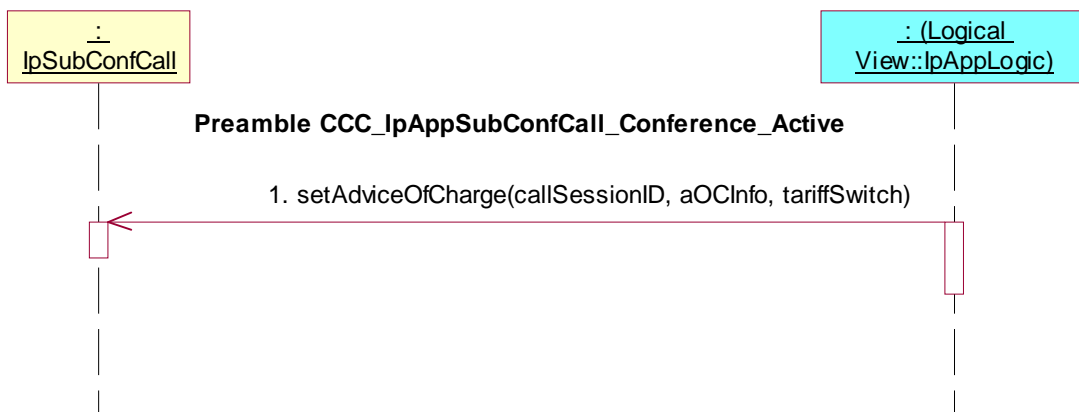 :
IpSubConfCall
: (Logical
View::IpAppLogic)
Preamble CCC_IpAppSubConfCall_Conference_Active
1. setAdviceOfCharge(callSessionID, aOCInfo, tariffSwitch)